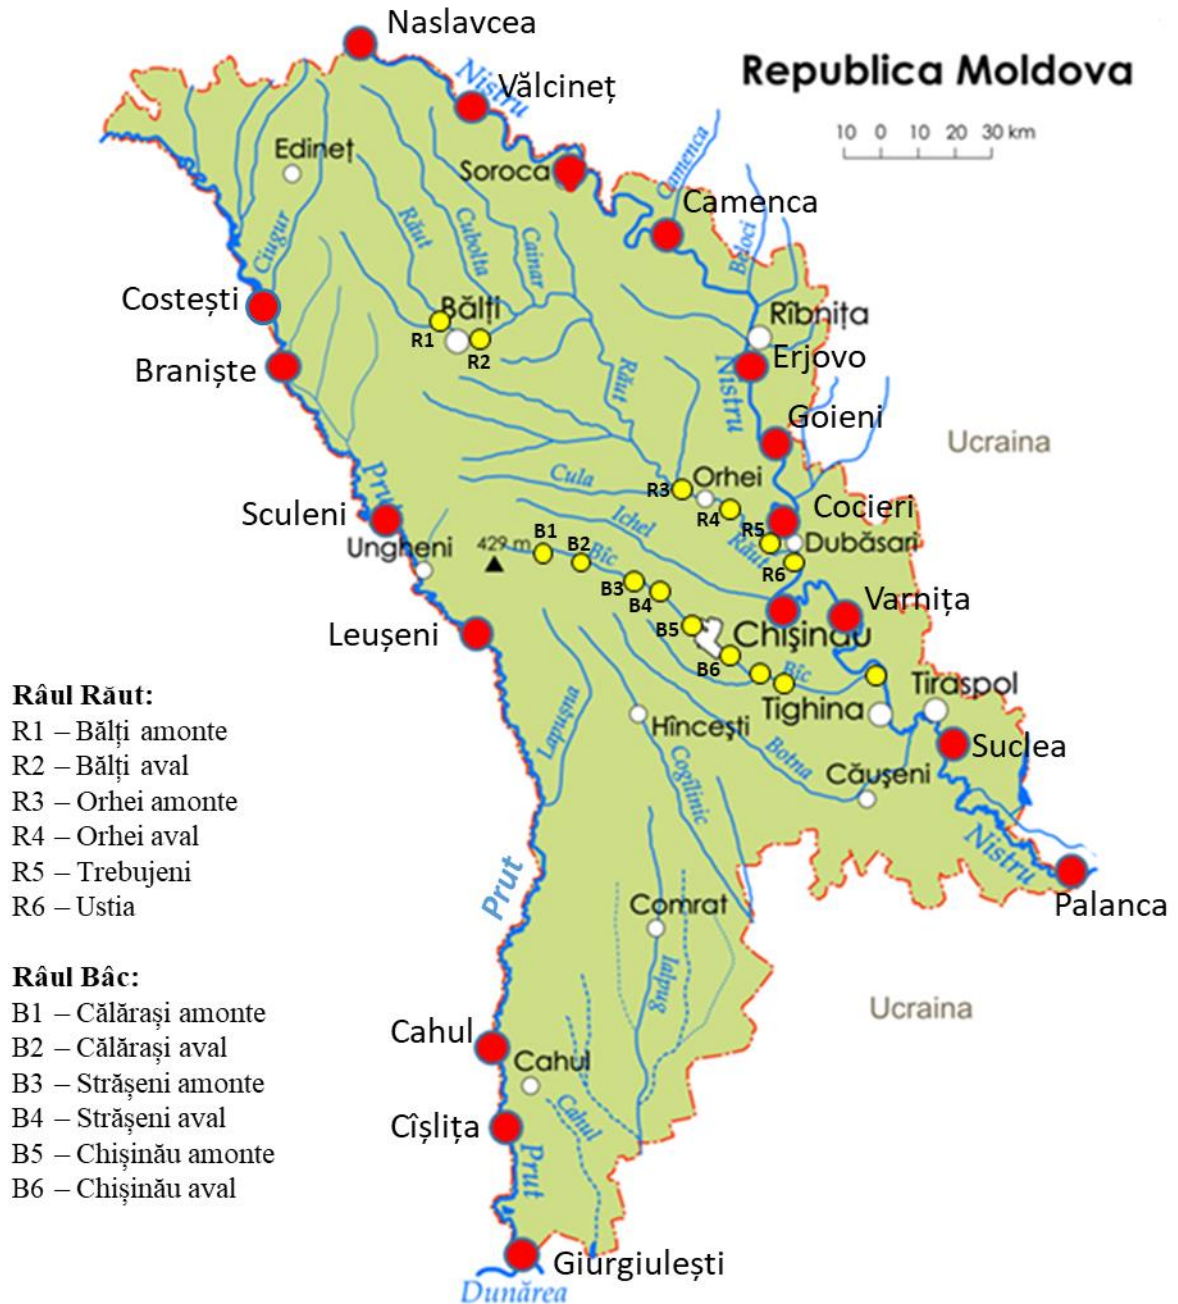 Naslavcea
Republica Moldova
Nistru
Vălcineț
10 0 10 20 30 km
Edineț
Soroca
Camenca
Camenca
Ciugur
Răut
Cubolta
Cainar
Beloci
Costești
Bălți
R1
R2
Rîbnița
Braniște
Erjovo
Răut
Nistru
Goieni
Ucraina
Prut
Cula
R3
Orhei
R4
Cocieri
Sculeni
Ichel
R5
Dubăsari
Ungheni
429 m
B1
B2
Bîc
Răut
R6
B3
B4
Varnița
Leușeni
B5
Chișinău
B6
Bîc
Tiraspol
Râul Răut:
R1 – Bălți amonte
R2 – Bălți aval
R3 – Orhei amonte
R4 – Orhei aval
R5 – Trebujeni
R6 – Ustia
Lapușna
Hîncești
Tighina
Suclea
Cogîlinic
Botna
Căușeni
Nistru
Prut
Palanca
Comrat
Râul Bâc:
B1 – Călărași amonte
B2 – Călărași aval
B3 – Strășeni amonte
B4 – Strășeni aval
B5 – Chișinău amonte
B6 – Chișinău aval
Ialpug
Ucraina
Cahul
Cahul
Cahul
Cîșlița
Prut
Giurgiulești
Dunărea